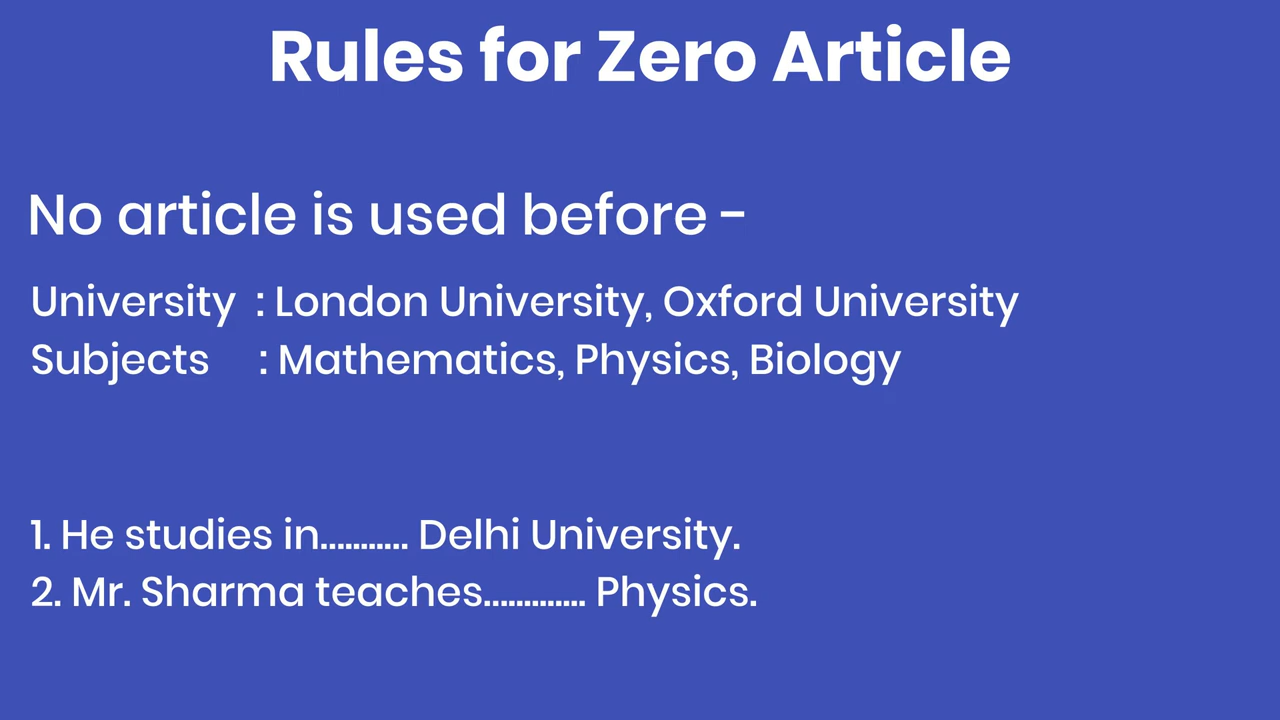 Rules for Zero Article
No article is used before -
University : London University, Oxford University
Subjects : Mathematics, Physics, Biology
1. He studies in........... Delhi University.
2. Mr. Sharma teaches............. Physics.